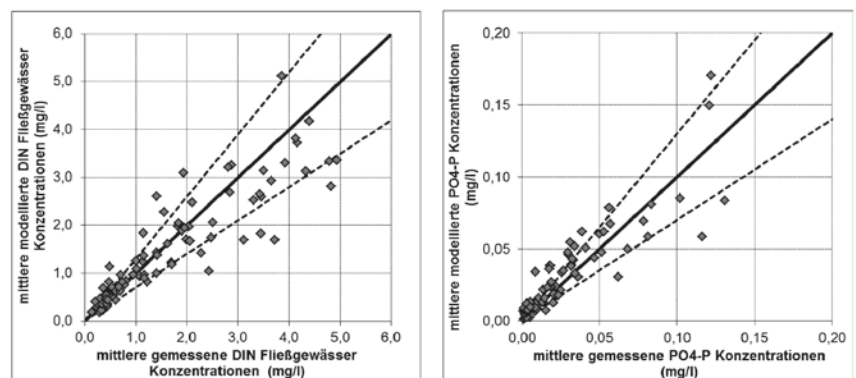 mittlere modellierte DIN Fließgewässer
Konzentrationen (mg/l)
6,0
5,0
4,0
3,0
2,0
1,0
0,0
0,0 1,0 2,0 3,0 4,0 5,0 6,0
mittlere gemessene DIN Fließgewässer
Konzentrationen (mg/l)
mittlere modellierte PO4-P Konzentrationen
(mg/l)
0,20
0,15
0,10
0,05
0,00
0,00 0,05 0,10 0,15 0,20
mittlere gemessene PO4-P Konzentrationen
(mg/l)